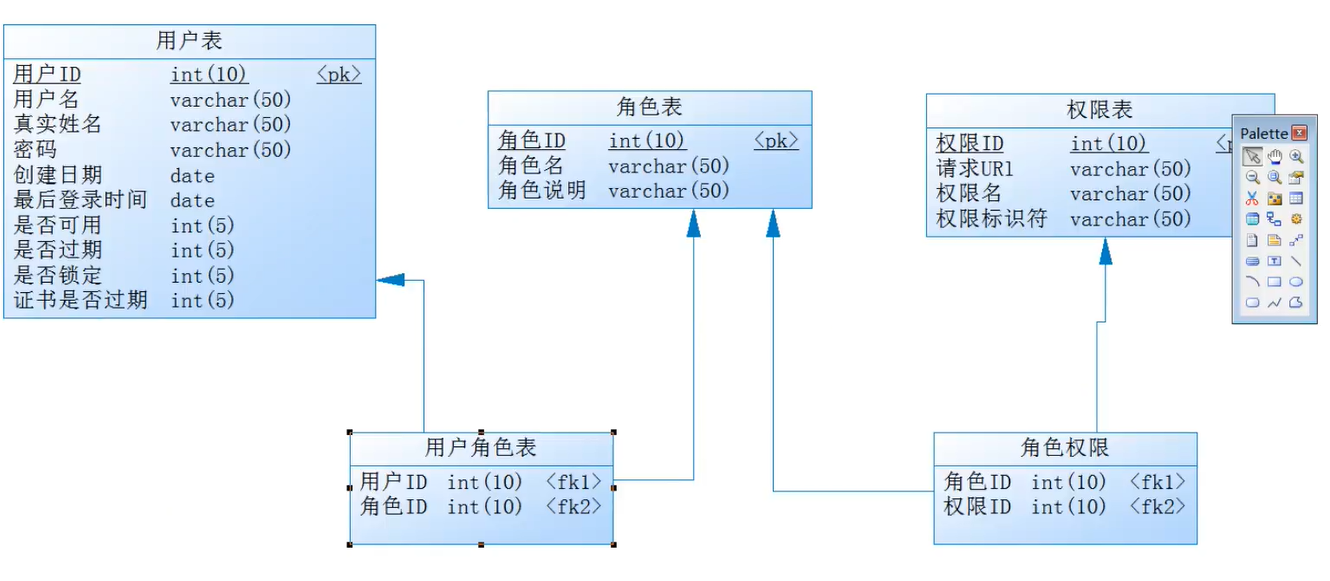 用户表
用户ID int(10) <pk>
用户名 varchar(50)
真实姓名 varchar(50)
密码 varchar(50)
创建日期 date
最后登录时间 date
是否可用 int(5)
是否过期 int(5)
是否锁定 int(5)
证书是否过期 int(5)
角色表
角色ID int(10) <pk>
角色名 varchar(50)
角色说明 varchar(50)
权限表
权限ID int(10)
请求URl varchar(50)
权限名 varchar(50)
权限标识符 varchar(50)
Palette
用户角色表
用户ID int(10) <fk1>
角色ID int(10) <fk2>
角色权限
角色ID int(10) <fk1>
权限ID int(10) <fk2>